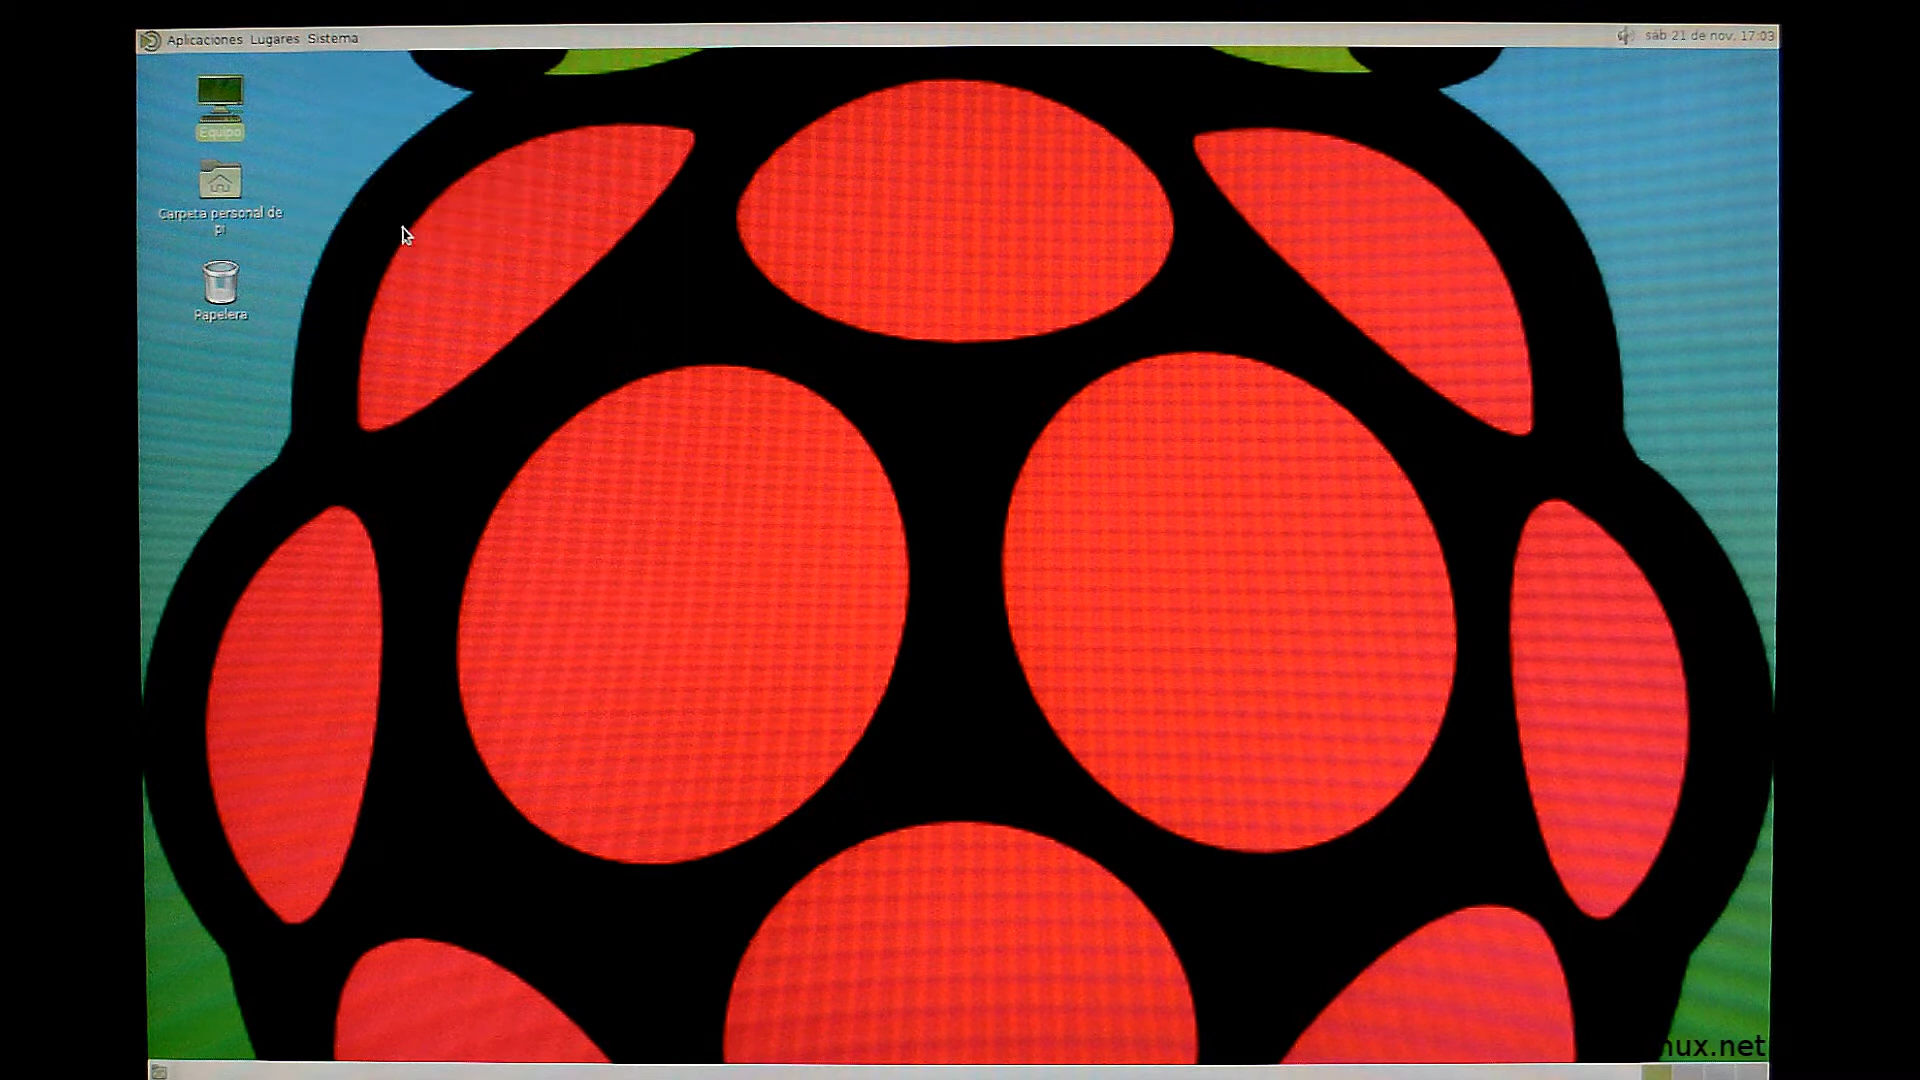 Aplicaciones Lugares Sistema
sáb 21 de nov, 17:03
Equipo
Carpeta personal de
pi
Papelera
nux.net